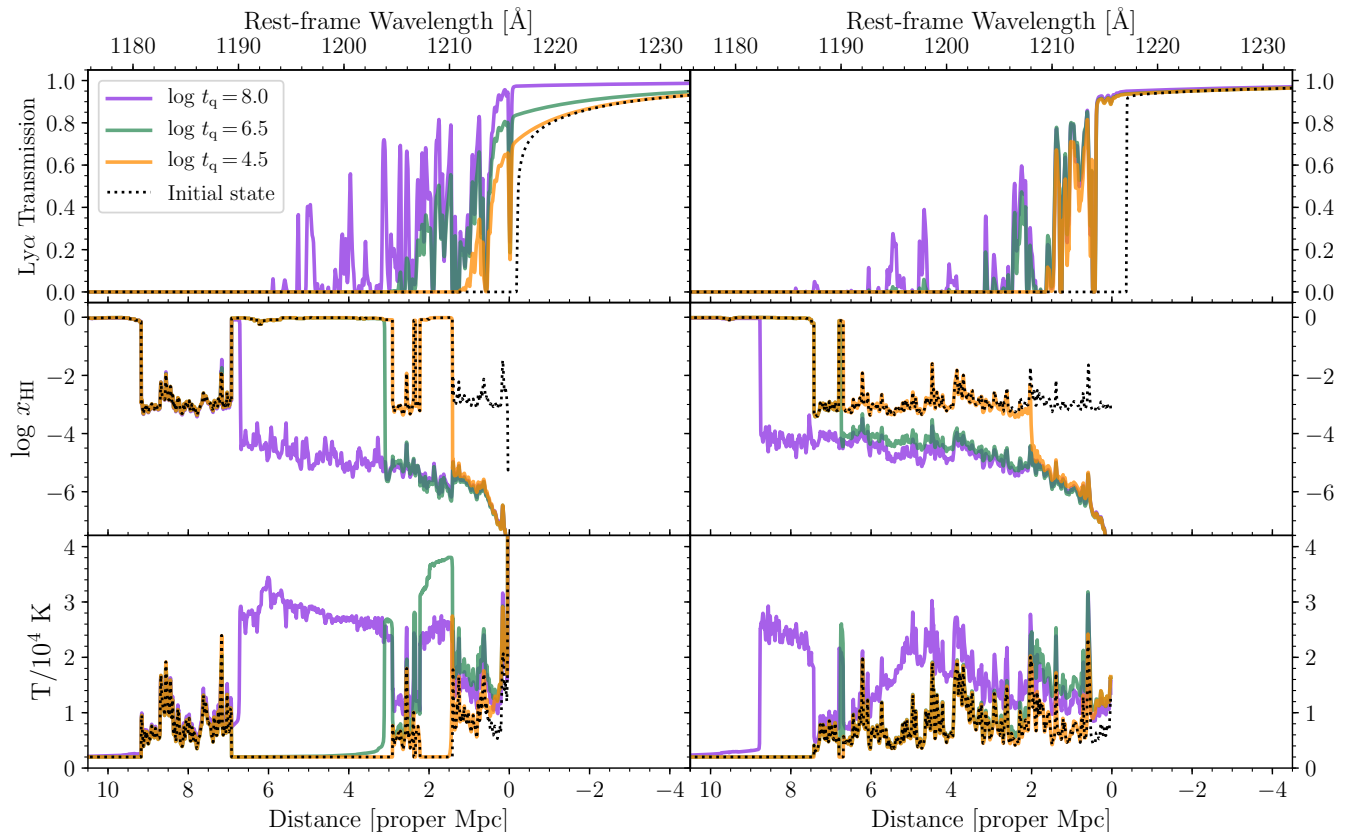 Rest-frame Wavelength [Å] Rest-frame Wavelength [Å]
1180 1190 1200 1210 1220 1230 1180 1190 1200 1210 1220 1230
Lyα Transmission
1.0 0.8 0.6 0.4 0.2 0.0
log t_q = 8.0
log t_q = 6.5
log t_q = 4.5
Initial state
1.0 0.8 0.6 0.4 0.2 0.0
log x_HI
0 −2 −4 −6
0 −2 −4 −6
T/10⁴ K
4 3 2 1 0
4 3 2 1 0
10 8 6 4 2 0 −2 −4 10 8 6 4 2 0 −2 −4
Distance [proper Mpc] Distance [proper Mpc]